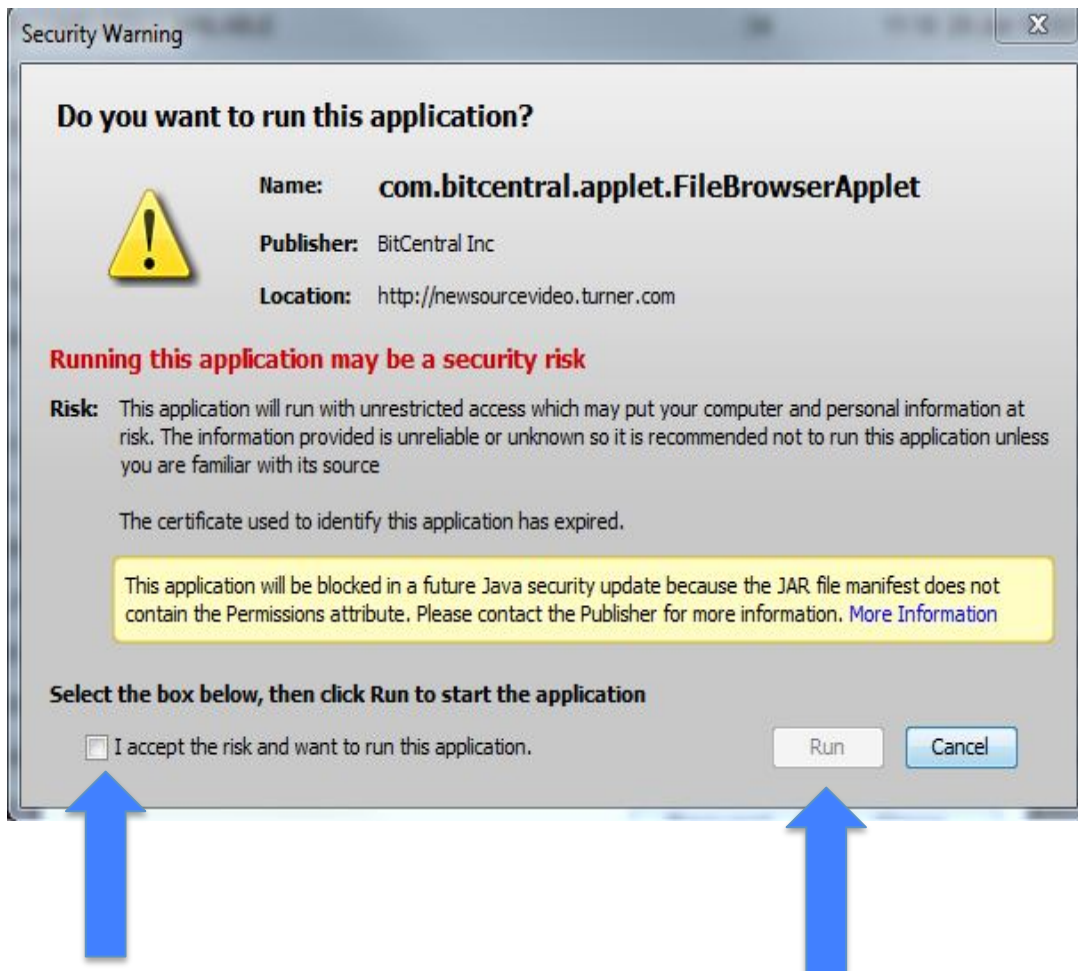 Security Warning
X
Do you want to run this application?
Name: com.bitcentral.applet.FileBrowserApplet
Publisher: BitCentral Inc
Location: http://newsourcevideo.turner.com
Running this application may be a security risk
Risk: This application will run with unrestricted access which may put your computer and personal information at
risk. The information provided is unreliable or unknown so it is recommended not to run this application unless
you are familiar with its source
The certificate used to identify this application has expired.
This application will be blocked in a future Java security update because the JAR file manifest does not
contain the Permissions attribute. Please contact the Publisher for more information. More Information
Select the box below, then click Run to start the application
I accept the risk and want to run this application.
Run
Cancel